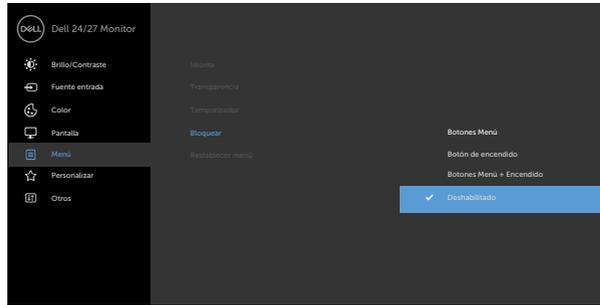 DELL
Dell 24/27 Monitor
Brillo/Contraste
Fuente entrada
Color
Pantalla
Menú
Personalizar
Otros
Idioma
Transparencia
Temporizador
Bloquear
Restablecer menú
Botones Menú
Botón de encendido
Botones Menú + Encendido
Deshabilitado